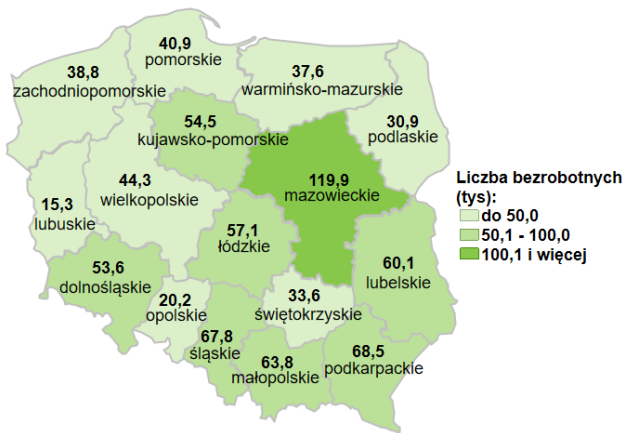 40,9
pomorskie
38,8
zachodniopomorskie
37,6
warmińsko-mazurskie
30,9
podlaskie
54,5
kujawsko-pomorskie
119,9
mazowieckie
44,3
wielkopolskie
15,3
lubuskie
57,1
łódzkie
60,1
lubelskie
53,6
dolnośląskie
20,2
opolskie
33,6
świętokrzyskie
67,8
śląskie
63,8
małopolskie
68,5
podkarpackie
Liczba bezrobotnych
(tys):
do 50,0
50,1 - 100,0
100,1 i więcej